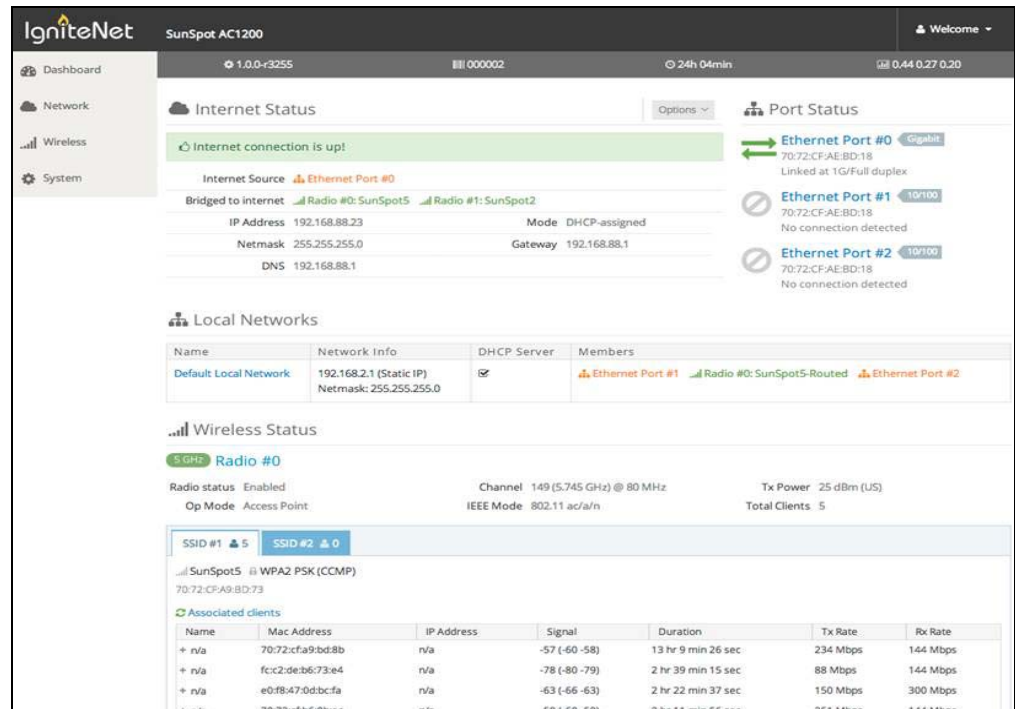 IgniteNet
SunSpot AC1200
Welcome
1.0.0-r3255
000002
24h 04min
0.44 0.27 0.20
Dashboard
Network
Wireless
System
Internet Status
Options
Internet connection is up!
Internet Source Ethernet Port #0
Bridged to internet Radio #0: SunSpot5 Radio #1: SunSpot2
IP Address 192.168.88.23 Mode DHCP-assigned
Netmask 255.255.255.0 Gateway 192.168.88.1
DNS 192.168.88.1
Port Status
Ethernet Port #0 Gigabit
70:72:CF:AE:BD:18
Linked at 1G/Full duplex
Ethernet Port #1 10/100
70:72:CF:AE:BD:18
No connection detected
Ethernet Port #2 10/100
70:72:CF:AE:BD:18
No connection detected
Local Networks
Name Network Info DHCP Server Members
Default Local Network 192.168.2.1 (Static IP) Ethernet Port #1 Radio #0: SunSpot5-Routed Ethernet Port #2
Netmask: 255.255.255.0
Wireless Status
5 GHz Radio #0
Radio status Enabled Channel 149 (5.745 GHz) @ 80 MHz Tx Power 25 dBm (US)
Op Mode Access Point IEEE Mode 802.11 ac/a/n Total Clients 5
SSID #1 5 SSID #2 0
SunSpot5 WPA2 PSK (CCMP)
70:72:CF:A9:BD:73
Associated clients
Name Mac Address IP Address Signal Duration Tx Rate Rx Rate
+ n/a 70:72:cf:a9:bd:8b n/a -57 (-60 -58) 13 hr 9 min 26 sec 234 Mbps 144 Mbps
+ n/a fc:c2:de:b6:73:e4 n/a -78 (-80 -79) 2 hr 39 min 15 sec 88 Mbps 144 Mbps
+ n/a e0:f8:47:0d:bc:fa n/a -63 (-66 -63) 2 hr 22 min 37 sec 150 Mbps 300 Mbps